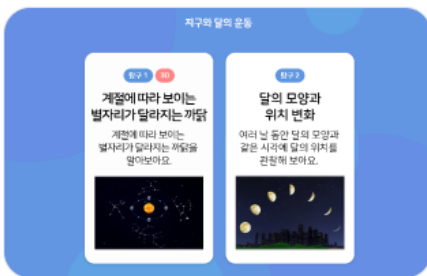 지구와 달의 운동
탐구 1 3D
계절에 따라 보이는
별자리가 달라지는 까닭
계절에 따라 보이는
별자리가 달라지는 까닭을
알아보아요.
탐구 2
달의 모양과
위치 변화
여러 날 동안 달의 모양과
같은 시각에 달의 위치를
관찰해 보아요.